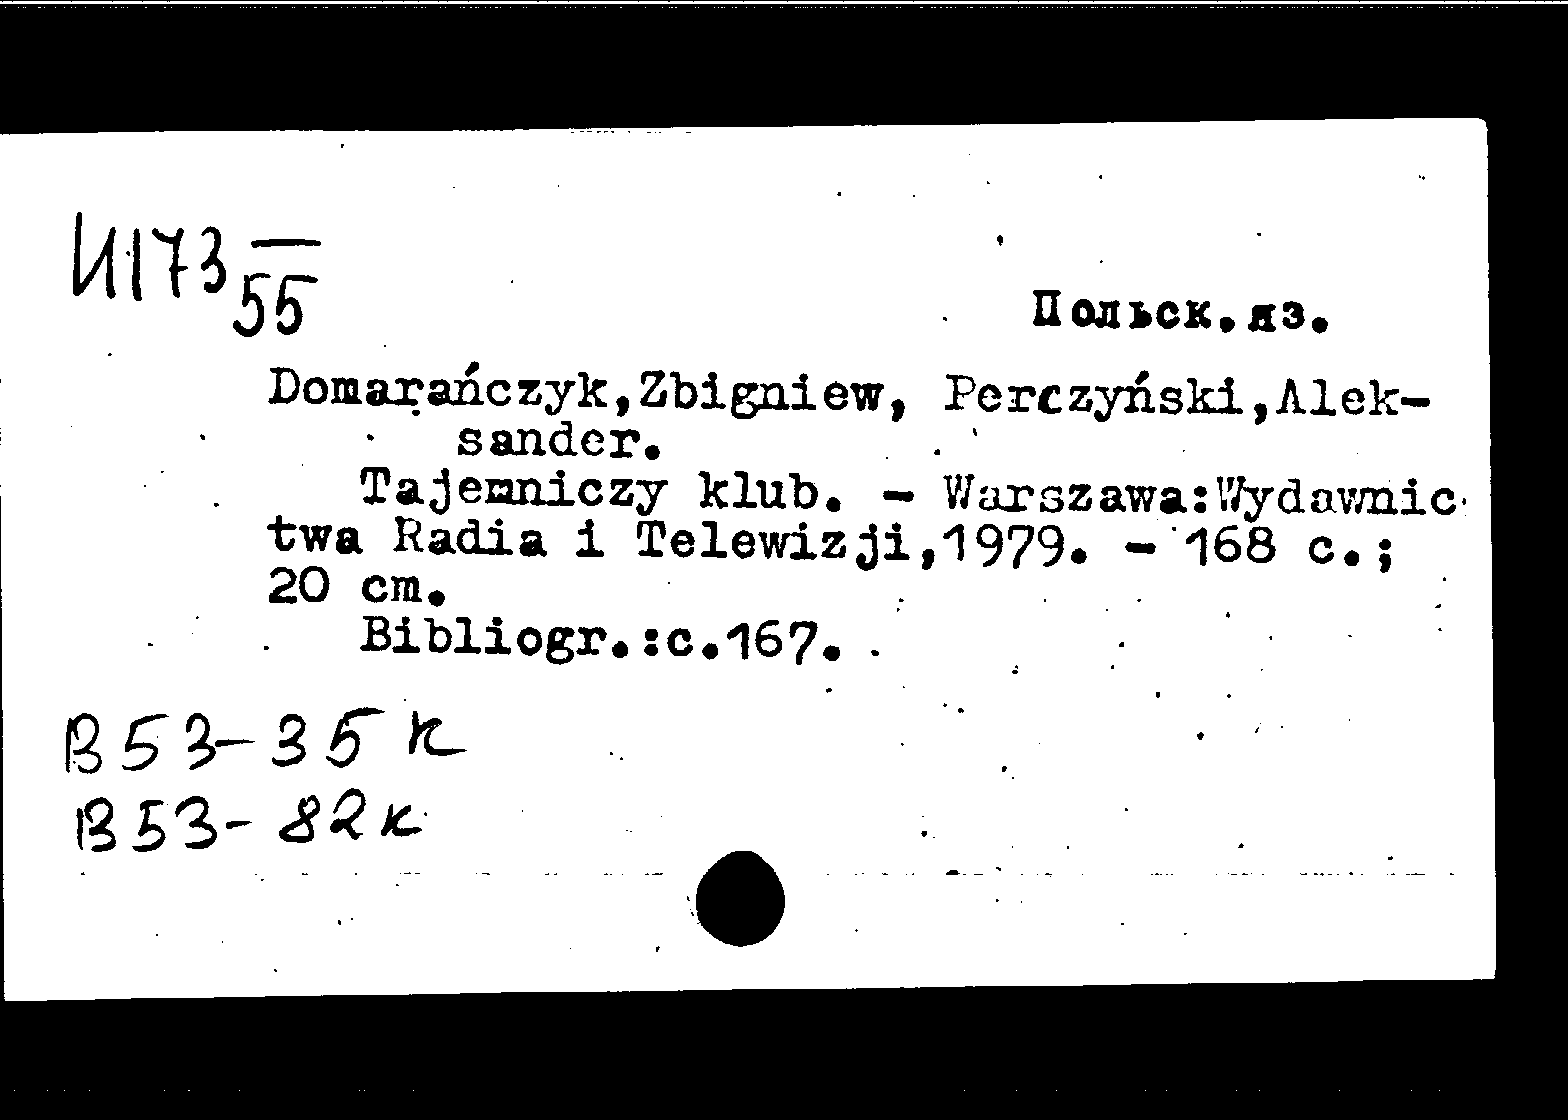 И173 —
55
Польск.яз.
Domarańczyk,Zbigniew, Perczyński,Alek-
sander.
Tajemniczy klub. - Warszawa:Wydawnic-
twa Radia i Telewizji,1979. - 168 с.;
20 cm.
Bibliogr.:с.167.
В53-35к
В53-82к